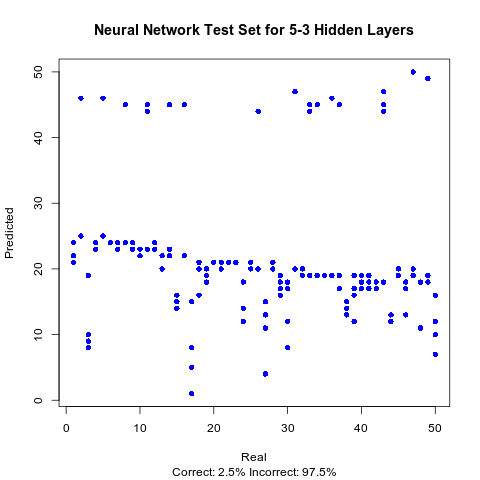 Neural Network Test Set for 5-3 Hidden Layers
50
40
30
20
10
0
Predicted
0 10 20 30 40 50
Real
Correct: 2.5% Incorrect: 97.5%